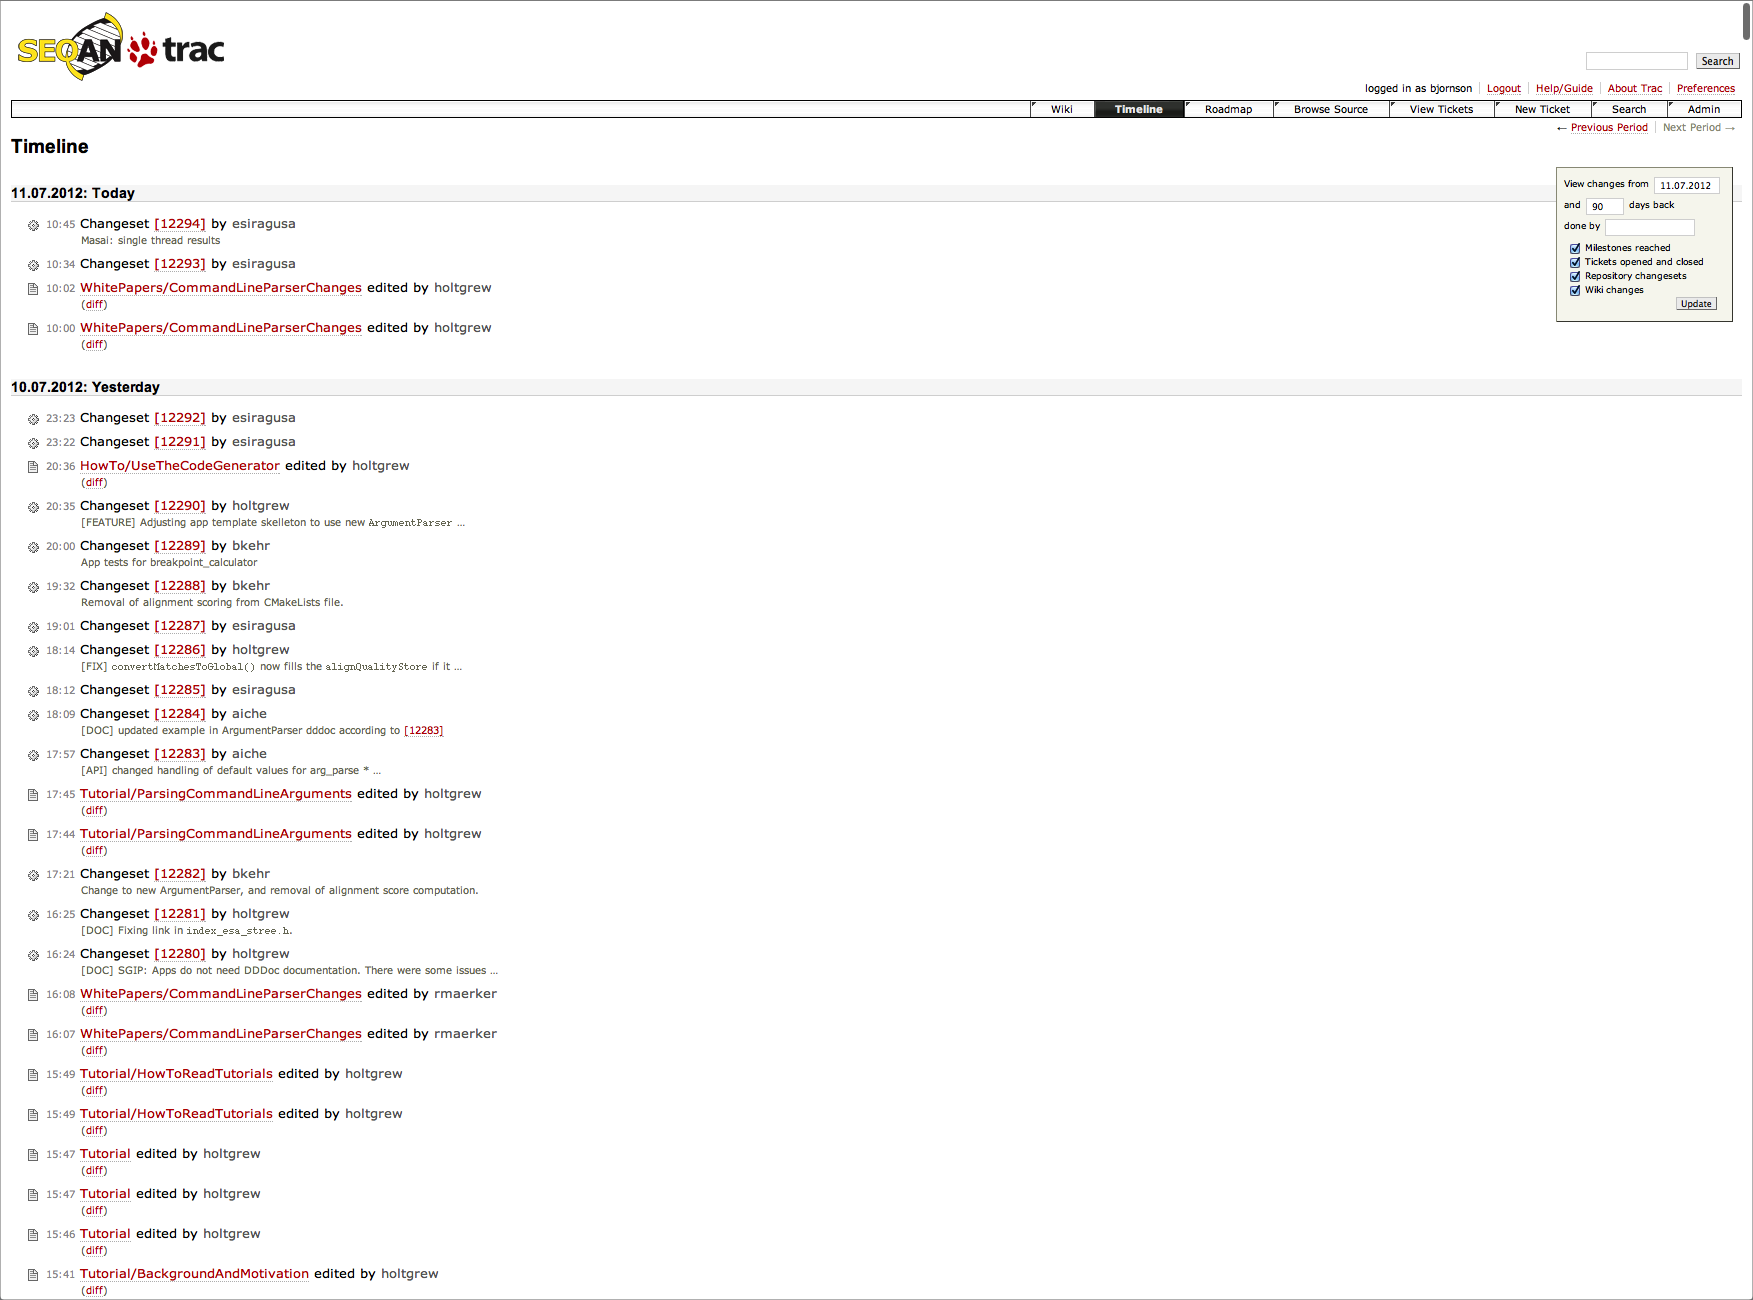 SEQAN trac
Search
logged in as bjornson Logout Help/Guide About Trac Preferences
Wiki Timeline Roadmap Browse Source View Tickets New Ticket Search Admin
← Previous Period Next Period →
Timeline
View changes from 11.07.2012
and 90 days back
done by
Milestones reached
Tickets opened and closed
Repository changesets
Wiki changes
Update
11.07.2012: Today
10:45 Changeset [12294] by esiragusa
Masai: single thread results
10:34 Changeset [12293] by esiragusa
10:02 WhitePapers/CommandLineParserChanges edited by holtgrew
(diff)
10:00 WhitePapers/CommandLineParserChanges edited by holtgrew
(diff)
10.07.2012: Yesterday
23:23 Changeset [12292] by esiragusa
23:22 Changeset [12291] by esiragusa
20:36 HowTo/UseTheCodeGenerator edited by holtgrew
(diff)
20:35 Changeset [12290] by holtgrew
[FEATURE] Adjusting app template skelleton to use new ArgumentParser ...
20:00 Changeset [12289] by bkehr
App tests for breakpoint_calculator
19:32 Changeset [12288] by bkehr
Removal of alignment scoring from CMakeLists file.
19:01 Changeset [12287] by esiragusa
18:14 Changeset [12286] by holtgrew
[FIX] convertMatchesToGlobal() now fills the alignQualityStore if it ...
18:12 Changeset [12285] by esiragusa
18:09 Changeset [12284] by aiche
[DOC] updated example in ArgumentParser dddoc according to [12283]
17:57 Changeset [12283] by aiche
[API] changed handling of default values for arg_parse * ...
17:45 Tutorial/ParsingCommandLineArguments edited by holtgrew
(diff)
17:44 Tutorial/ParsingCommandLineArguments edited by holtgrew
(diff)
17:21 Changeset [12282] by bkehr
Change to new ArgumentParser, and removal of alignment score computation.
16:25 Changeset [12281] by holtgrew
[DOC] Fixing link in index_esa_stree.h.
16:24 Changeset [12280] by holtgrew
[DOC] SGIP: Apps do not need DDDoc documentation. There were some issues ...
16:08 WhitePapers/CommandLineParserChanges edited by rmaerker
(diff)
16:07 WhitePapers/CommandLineParserChanges edited by rmaerker
(diff)
15:49 Tutorial/HowToReadTutorials edited by holtgrew
(diff)
15:49 Tutorial/HowToReadTutorials edited by holtgrew
(diff)
15:47 Tutorial edited by holtgrew
(diff)
15:47 Tutorial edited by holtgrew
(diff)
15:46 Tutorial edited by holtgrew
(diff)
15:41 Tutorial/BackgroundAndMotivation edited by holtgrew
(diff)